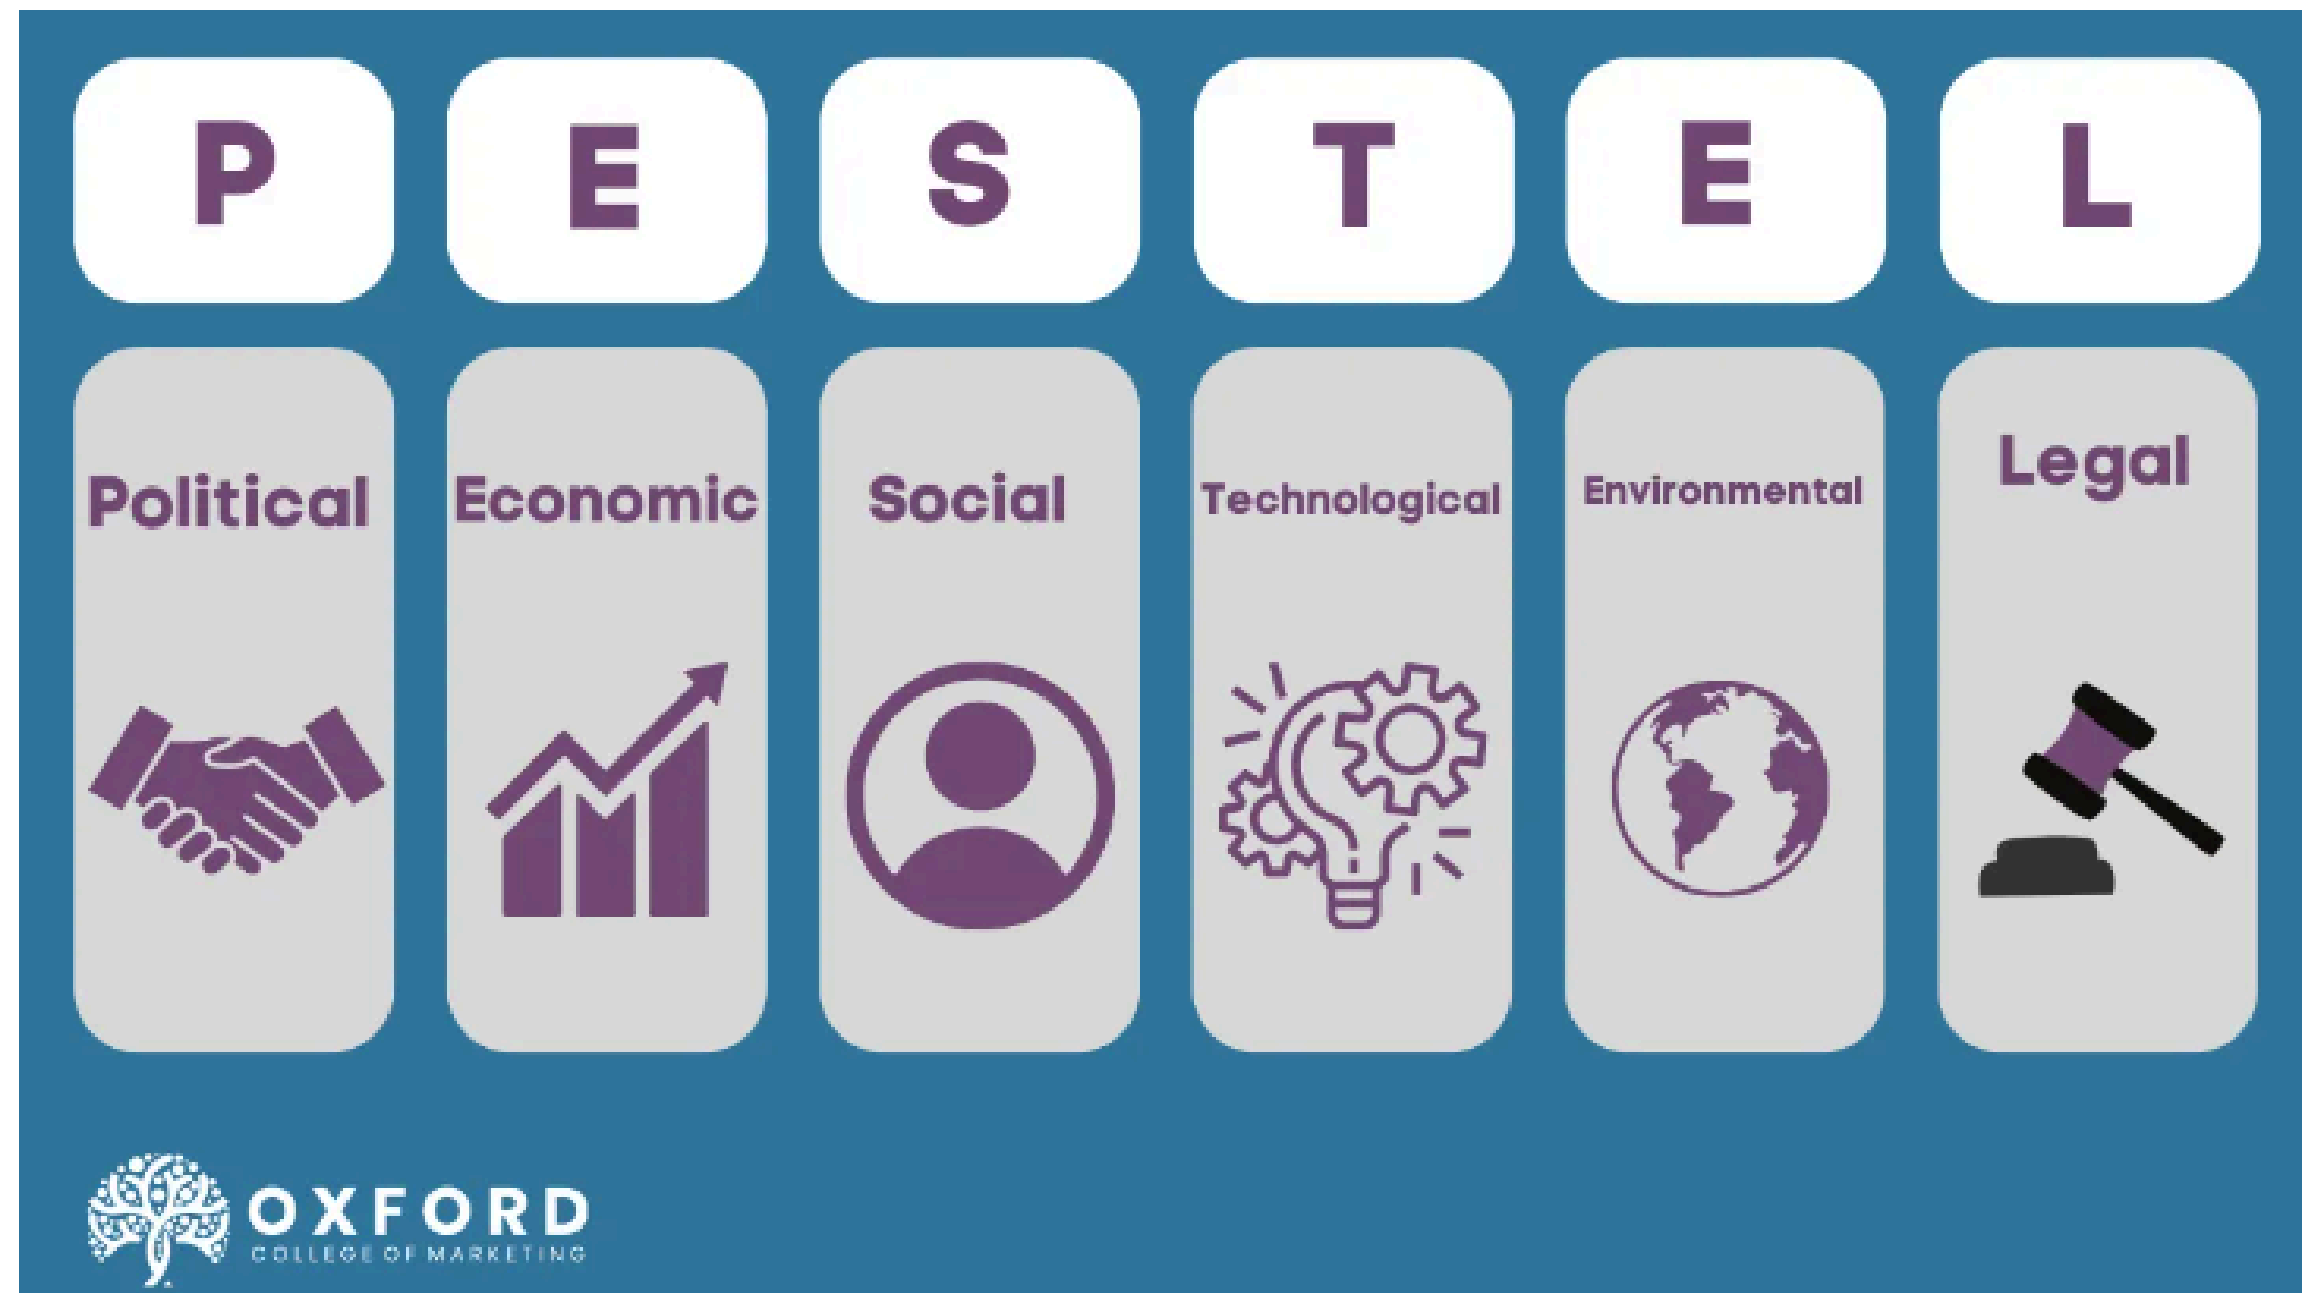 P E S T E L
Political Economic Social Technological Environmental Legal
OXFORD
COLLEGE OF MARKETING